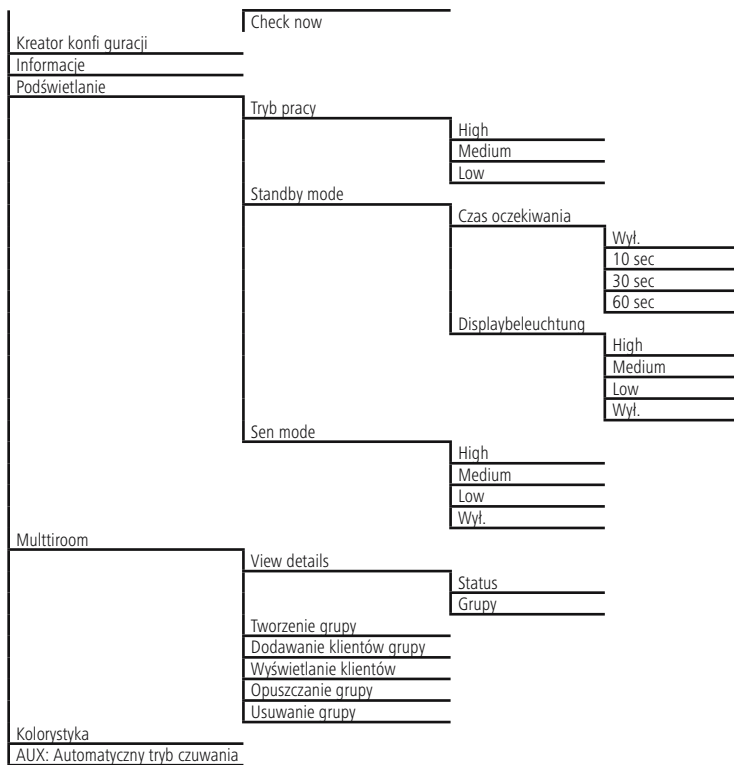 Check now
Kreator konfi guracji
Informacje
Podświetlanie
Tryb pracy
High
Medium
Low
Standby mode
Czas oczekiwania
Wył.
10 sec
30 sec
60 sec
Displaybeleuchtung
High
Medium
Low
Wył.
Sen mode
High
Medium
Low
Wył.
Multtiroom
View details
Status
Grupy
Tworzenie grupy
Dodawanie klientów grupy
Wyświetlanie klientów
Opuszczanie grupy
Usuwanie grupy
Kolorystyka
AUX: Automatyczny tryb czuwania